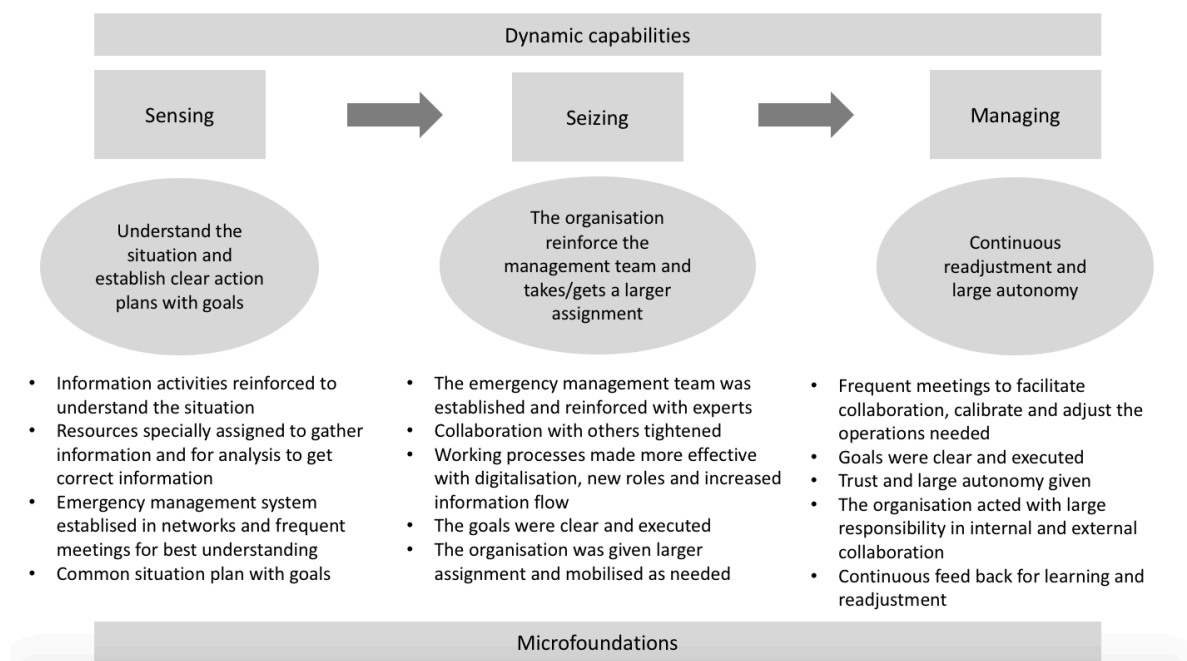 Dynamic capabilities
Sensing
Seizing
Managing
Understand the
situation and
establish clear action
plans with goals
The organisation
reinforce the
management team and
takes/gets a larger
assignment
Continuous
readjustment and
large autonomy
• Information activities reinforced to
understand the situation
• Resources specially assigned to gather
information and for analysis to get
correct information
• Emergency management system
establised in networks and frequent
meetings for best understanding
• Common situation plan with goals
• The emergency management team was
established and reinforced with experts
• Collaboration with others tightened
• Working processes made more effective
with digitalisation, new roles and increased
information flow
• The goals were clear and executed
• The organisation was given larger
assignment and mobilised as needed
• Frequent meetings to facilitate
collaboration, calibrate and adjust the
operations needed
• Goals were clear and executed
• Trust and large autonomy given
• The organisation acted with large
responsibility in internal and external
collaboration
• Continuous feed back for learning and
readjustment
Microfoundations